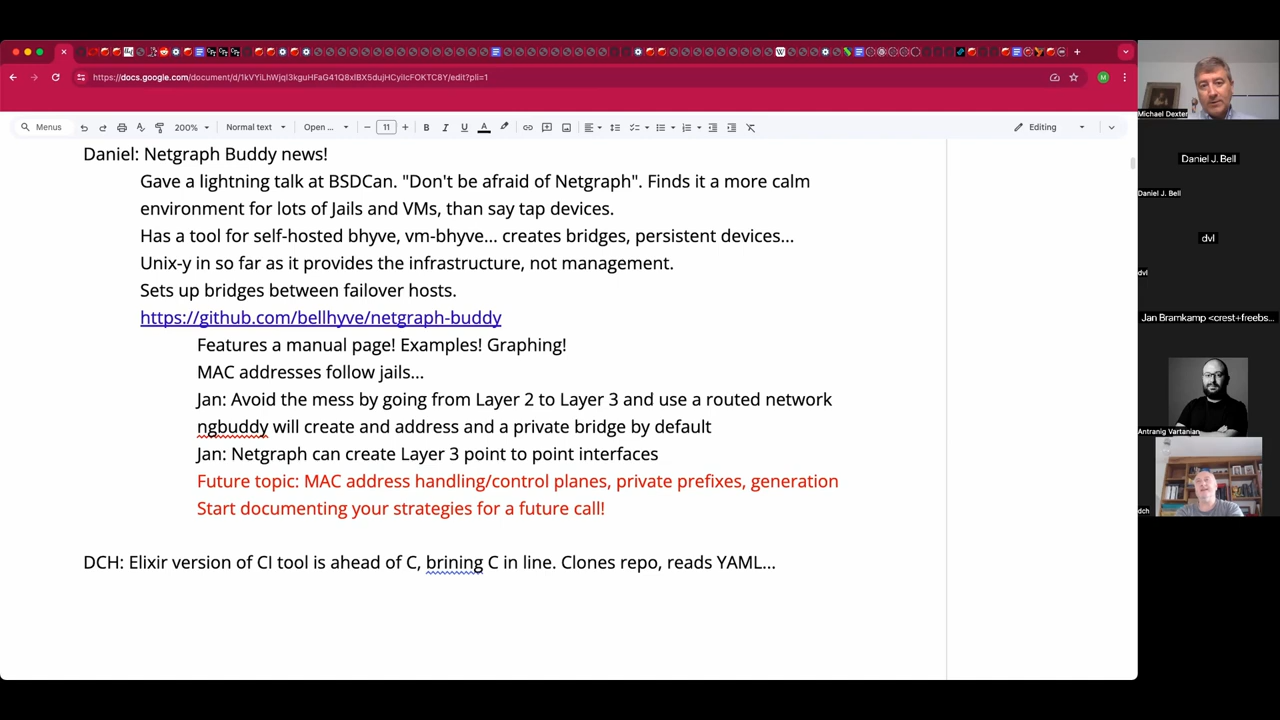 https://docs.google.com/document/d/1kVYiLhWjqI3kguHFaG41Q8xIBX5dujHCyiIcFOKTC8Y/edit?pli=1
M
Menus
200%
Normal text
Open ...
11
Editing
Daniel: Netgraph Buddy news!
Gave a lightning talk at BSDCan. "Don't be afraid of Netgraph". Finds it a more calm
environment for lots of Jails and VMs, than say tap devices.
Has a tool for self-hosted bhyve, vm-bhyve... creates bridges, persistent devices...
Unix-y in so far as it provides the infrastructure, not management.
Sets up bridges between failover hosts.
https://github.com/bellhyve/netgraph-buddy
Features a manual page! Examples! Graphing!
MAC addresses follow jails...
Jan: Avoid the mess by going from Layer 2 to Layer 3 and use a routed network
ngbuddy will create and address and a private bridge by default
Jan: Netgraph can create Layer 3 point to point interfaces
Future topic: MAC address handling/control planes, private prefixes, generation
Start documenting your strategies for a future call!
DCH: Elixir version of CI tool is ahead of C, brining C in line. Clones repo, reads YAML...
Michael Dexter
Daniel J. Bell
Daniel J. Bell
dvl
dvl
Jan Bramkamp <crest+freebs...
Antranig Vartanian
dch